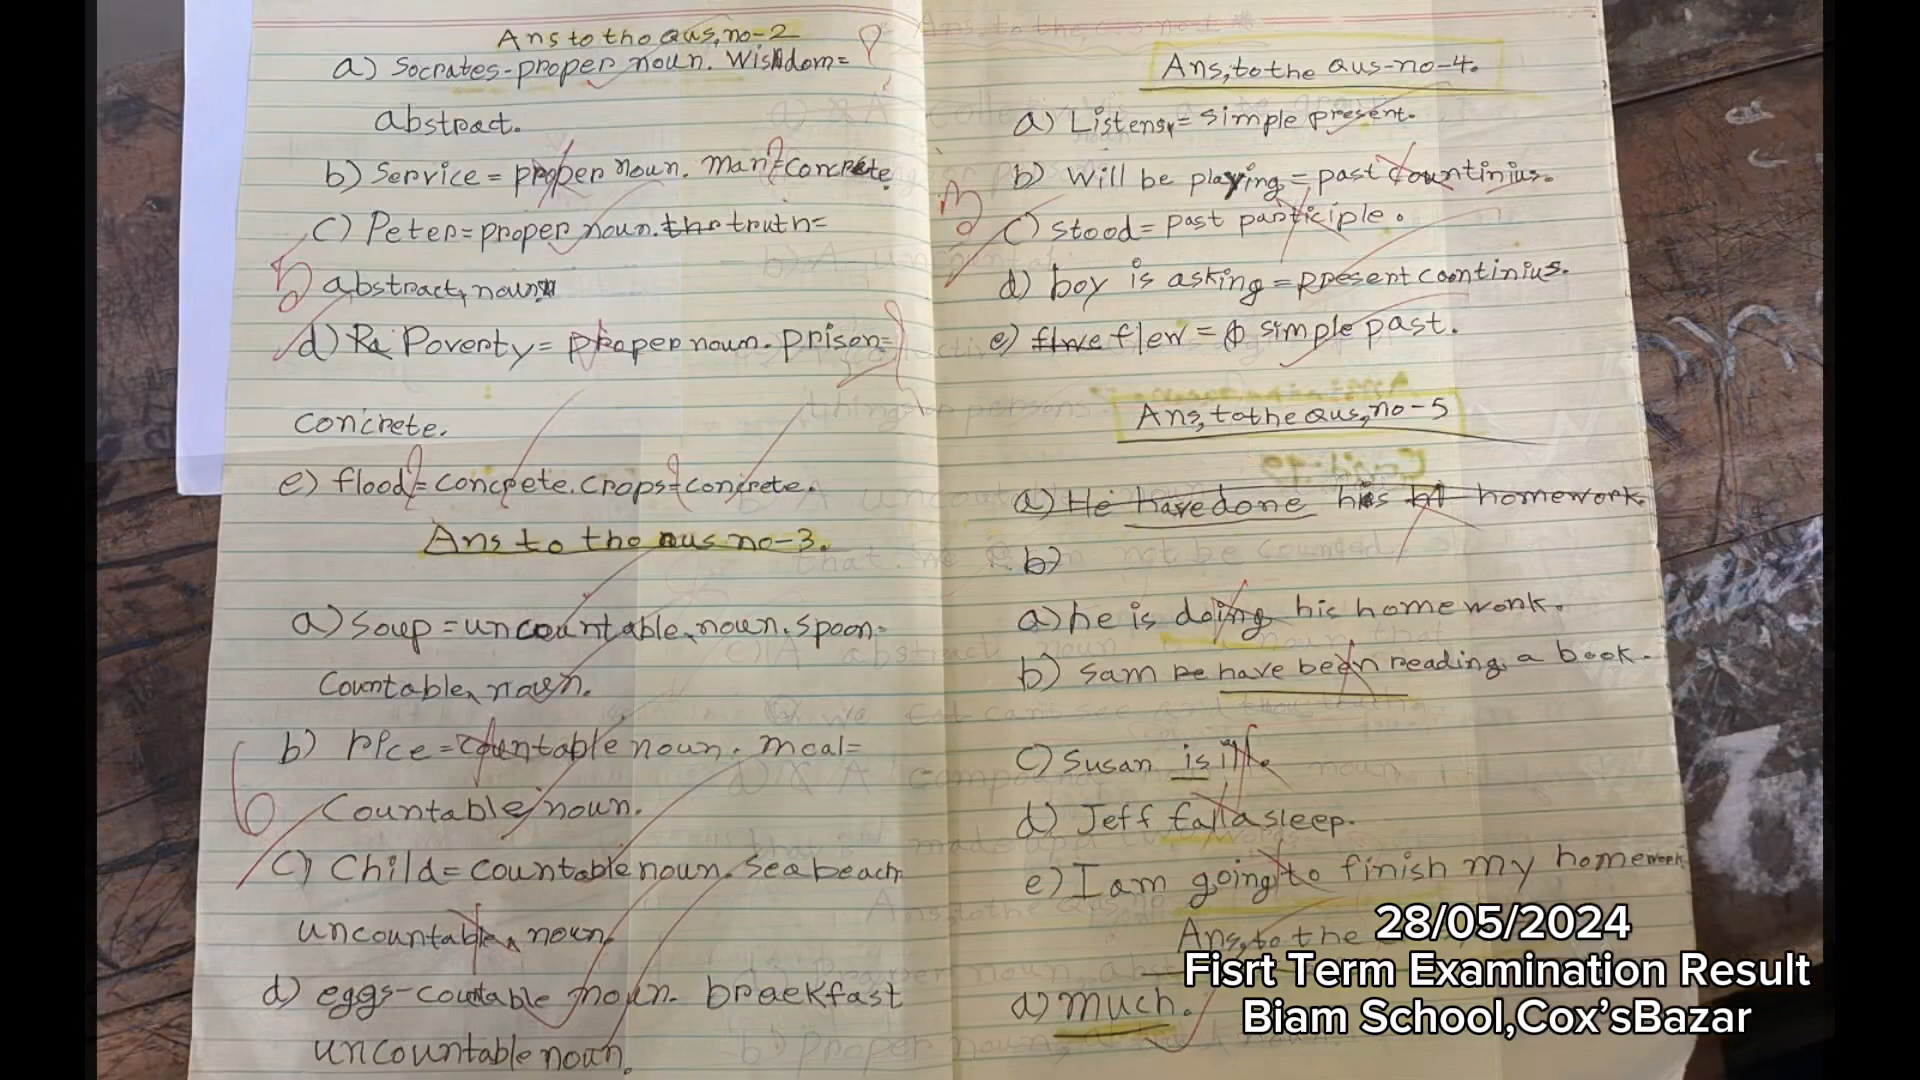 Ans to the Qus, no-2
a) Socrates-proper noun. Wisdom=
abstract.
b) Service = proper noun. man=concrete
c) Peter=proper noun. the truth=
5
abstract, noun
d) Poverty = proper noun. prison=
concrete.
e) flood=concrete. Crops=concrete.
Ans to the qus no-3.
a) Soup = uncountable, noun. spoon-
Countable, noun.
b) rice=countable noun. meal=
6
Countable noun.
c) Child=countable noun. Sea beach
uncountable, noun.
d) eggs-countable noun. breakfast
uncountable noun.
Ans, to the Qus-no-4.
a) Listens= simple present.
b) Will be playing = past countinius.
3
c) stood= past participle.
d) boy is asking = present continius.
e) flew = simple past.
Ans, to the Qus, no-5
a) He have done his homework.
b)
a) he is doing his home work.
b) Sam have been reading a book.
c) Susan is ill.
d) Jeff fall asleep.
e) I am going to finish my homework
Ans, to the
a) much.
28/05/2024
Fisrt Term Examination Result
Biam School,Cox'sBazar